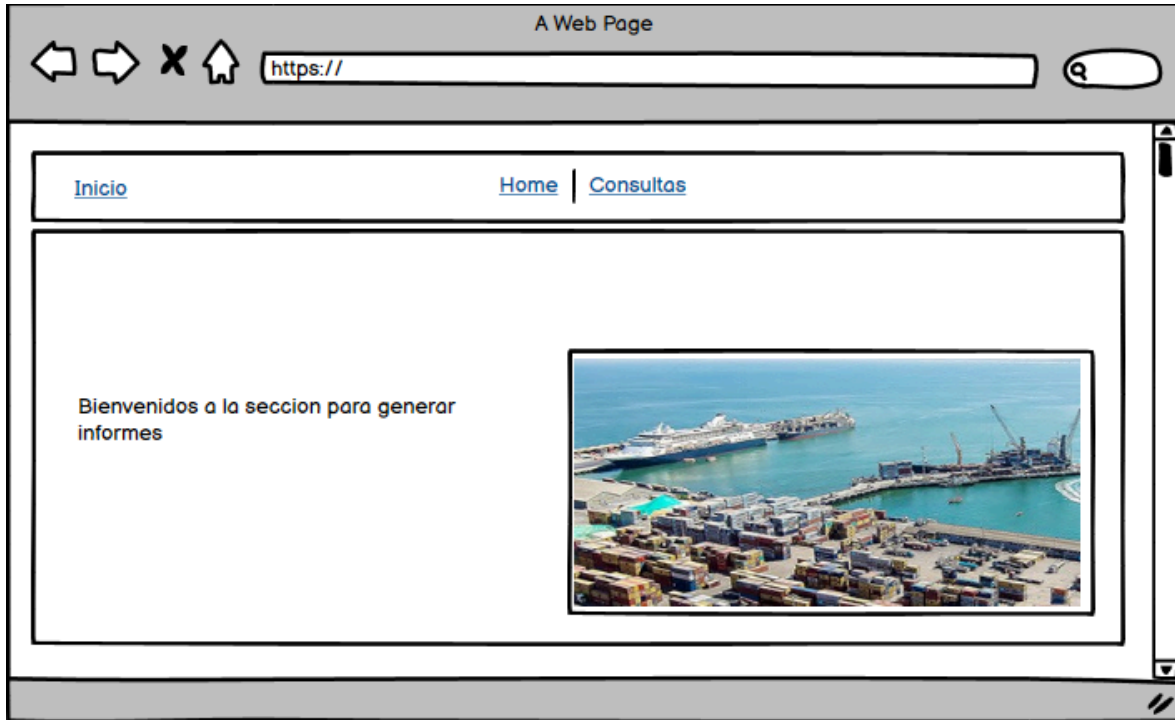 A Web Page
https://
Inicio
Home
Consultas
Bienvenidos a la seccion para generar
informes